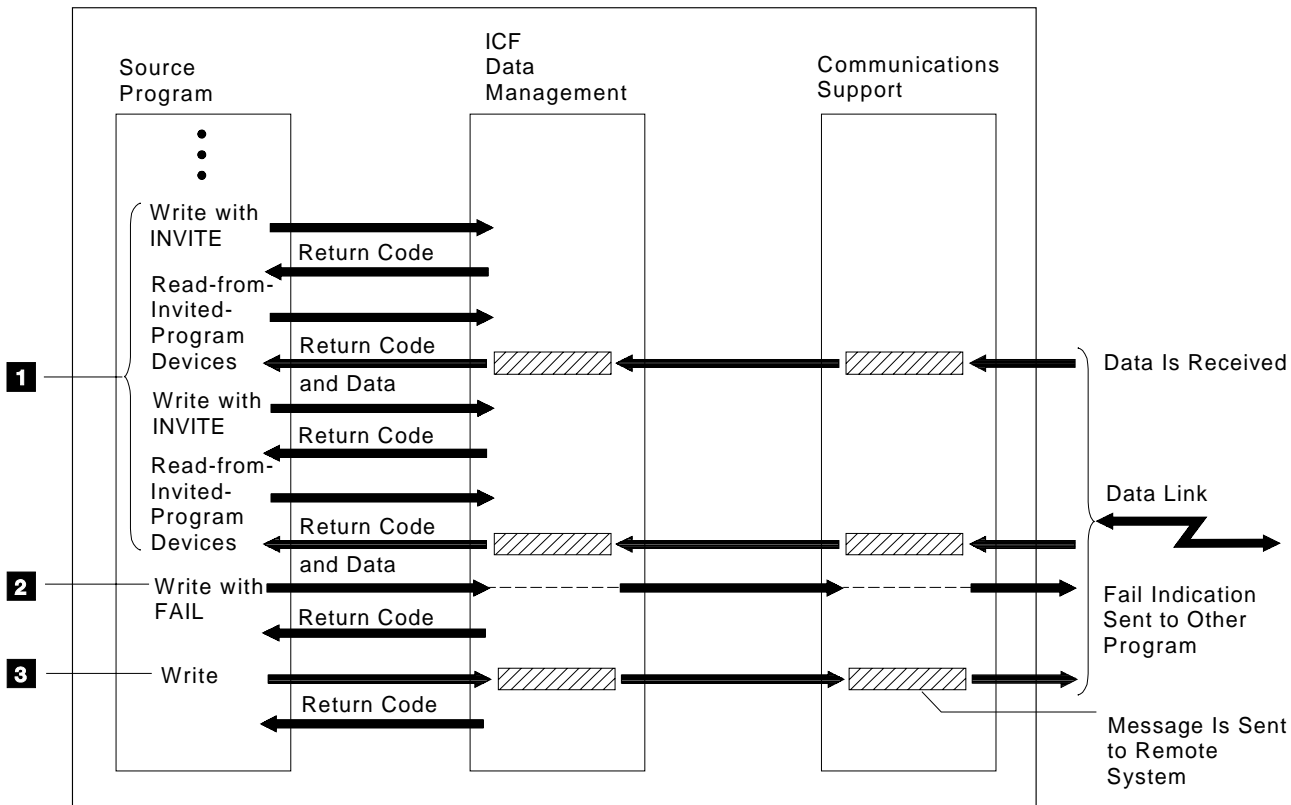 Source
Program
ICF
Data
Management
Communications
Support
Write with
INVITE
Return Code
Read-from-
Invited-
Program
Devices
Return Code
and Data
Data Is Received
1
Write with
INVITE
Return Code
Read-from-
Invited-
Program
Devices
Return Code
and Data
Data Link
2
Write with
FAIL
Return Code
Fail Indication
Sent to Other
Program
3
Write
Return Code
Message Is Sent
to Remote
System